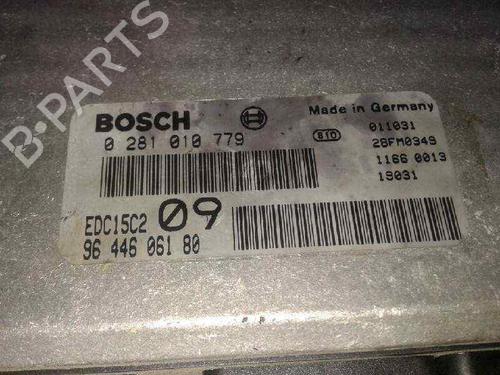 B-PARTS
BOSCH
Made in Germany
0 281 010 779
810
011031
28FM0349
1166 0013
19031
EDC15C2 09
96 446 061 80